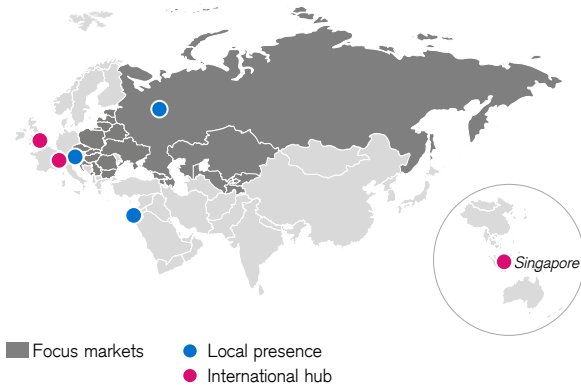 Singapore
Focus markets
Local presence
International hub